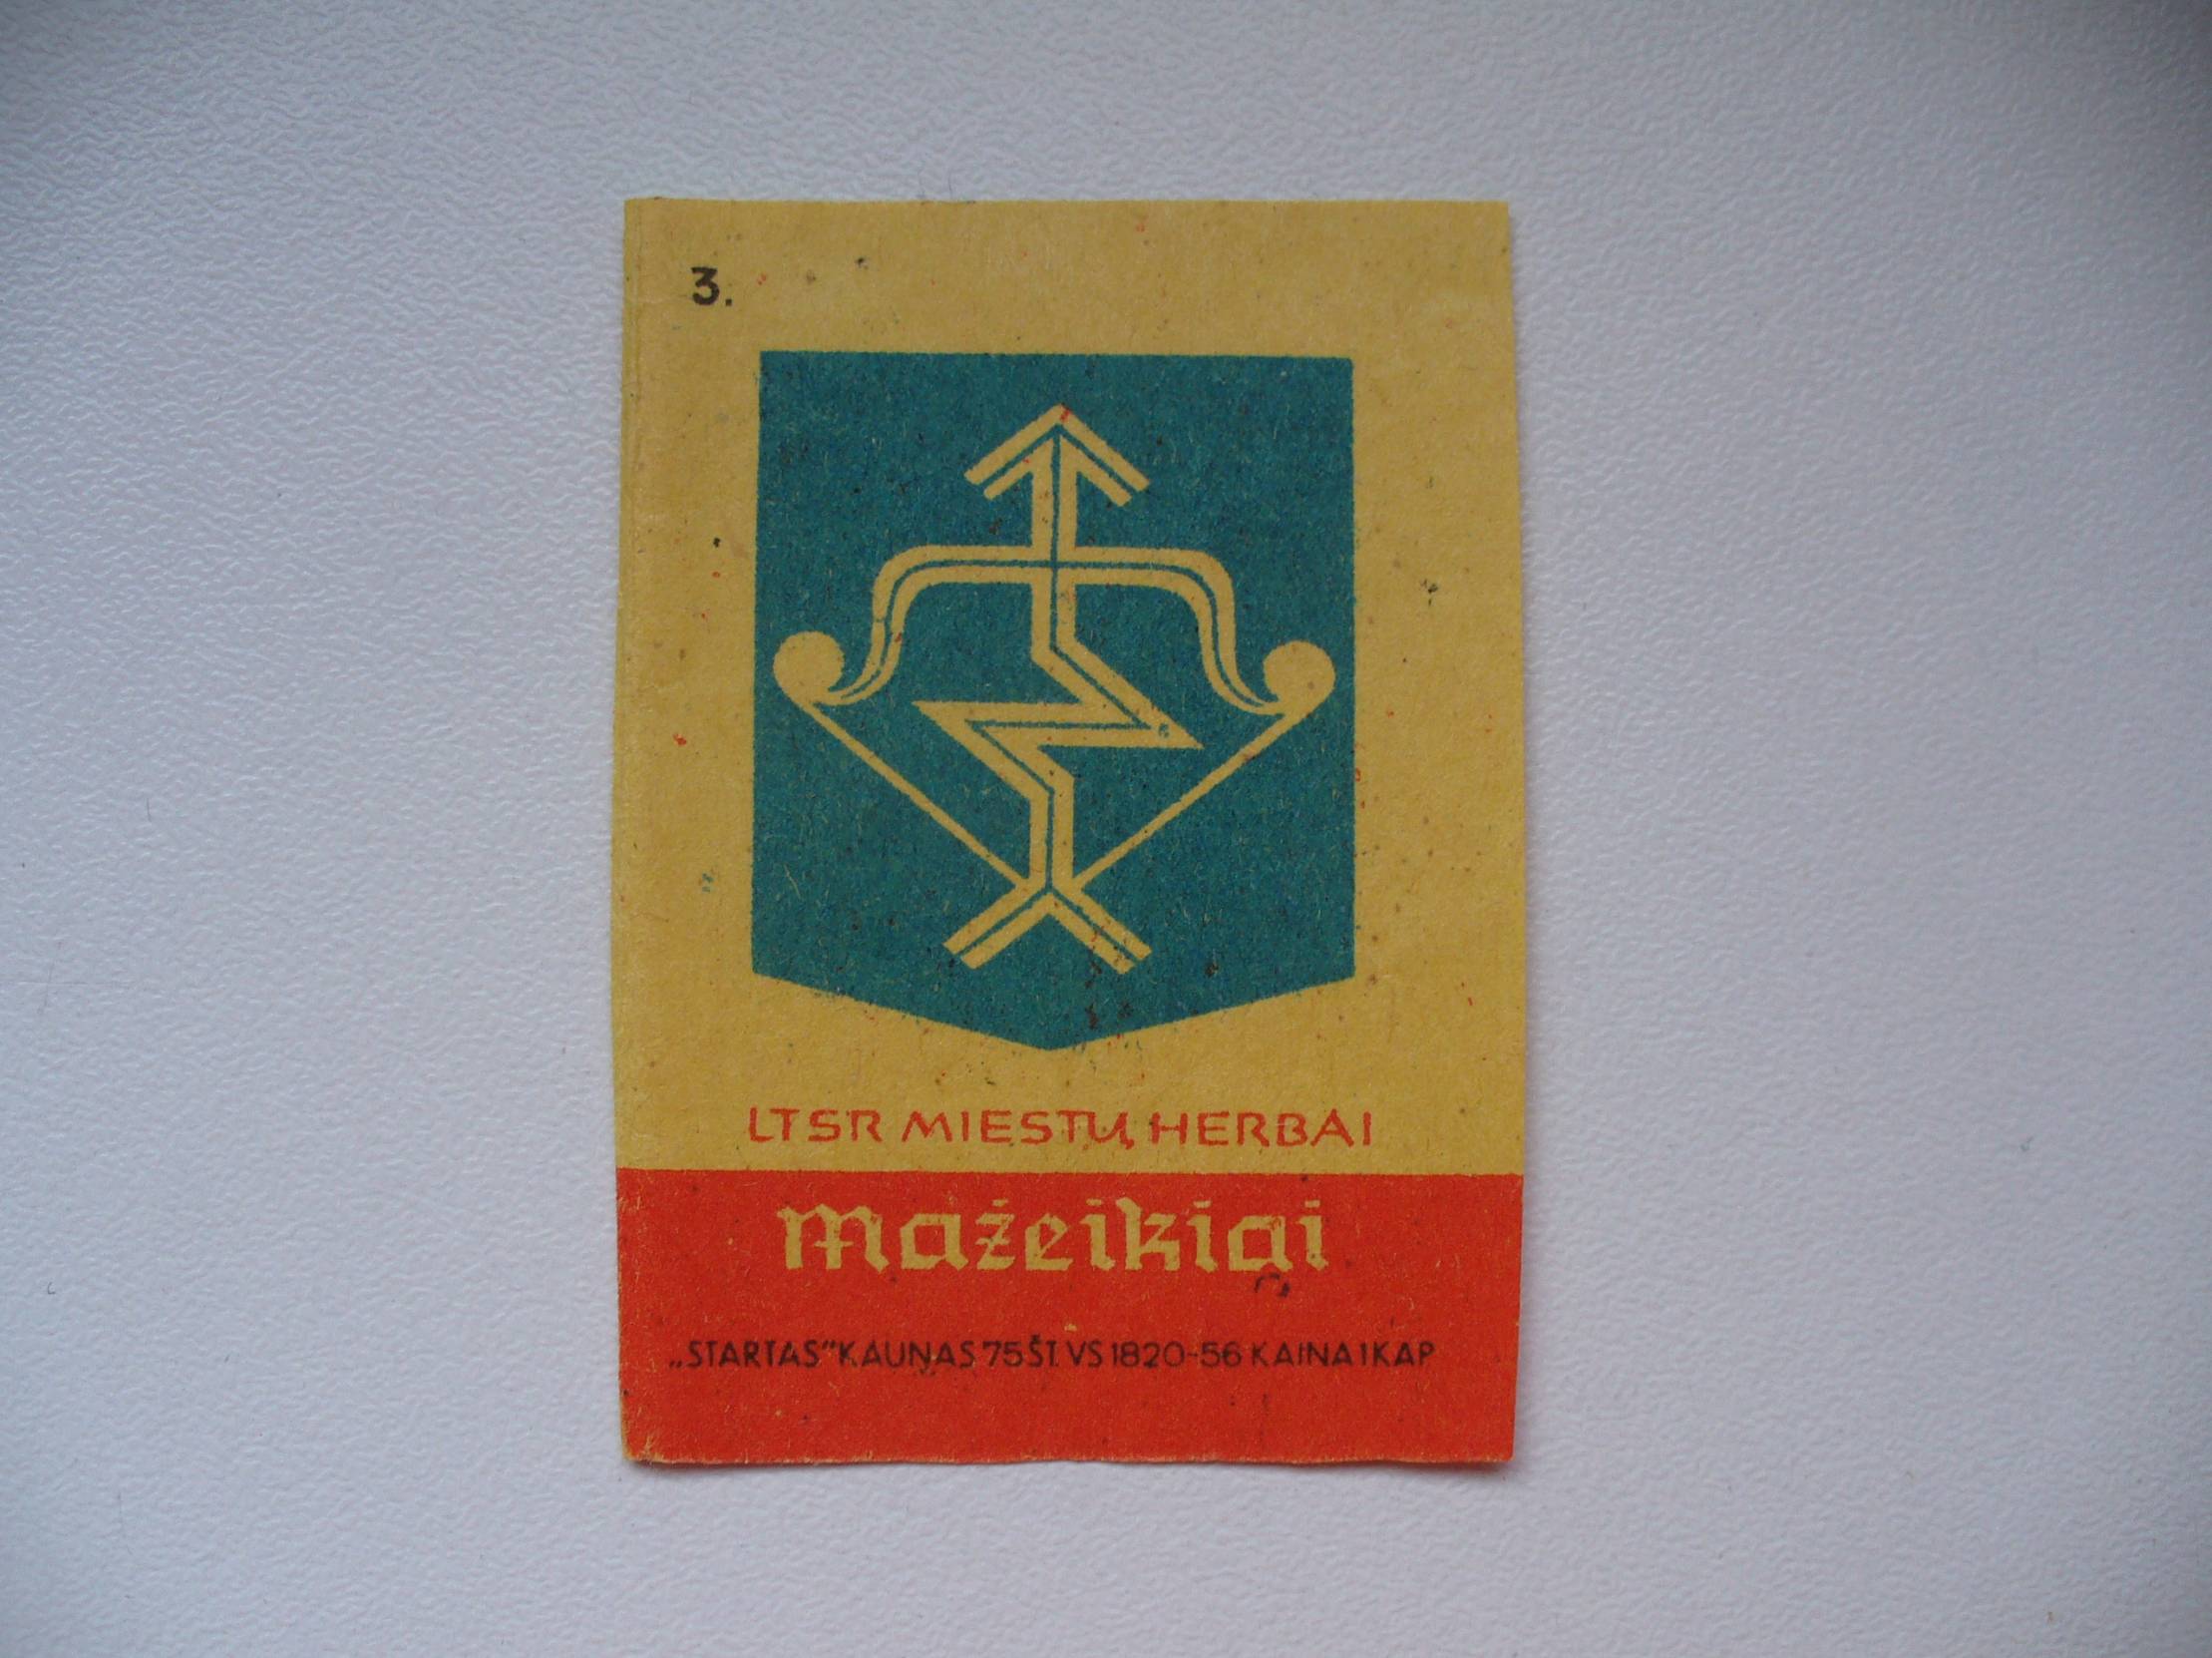 3.
LTSR MIESTŲ HERBAI
mažeikiai
„STARTAS" KAUNAS 75 ŠT. VS 1820-56 KAINA 1 KAP